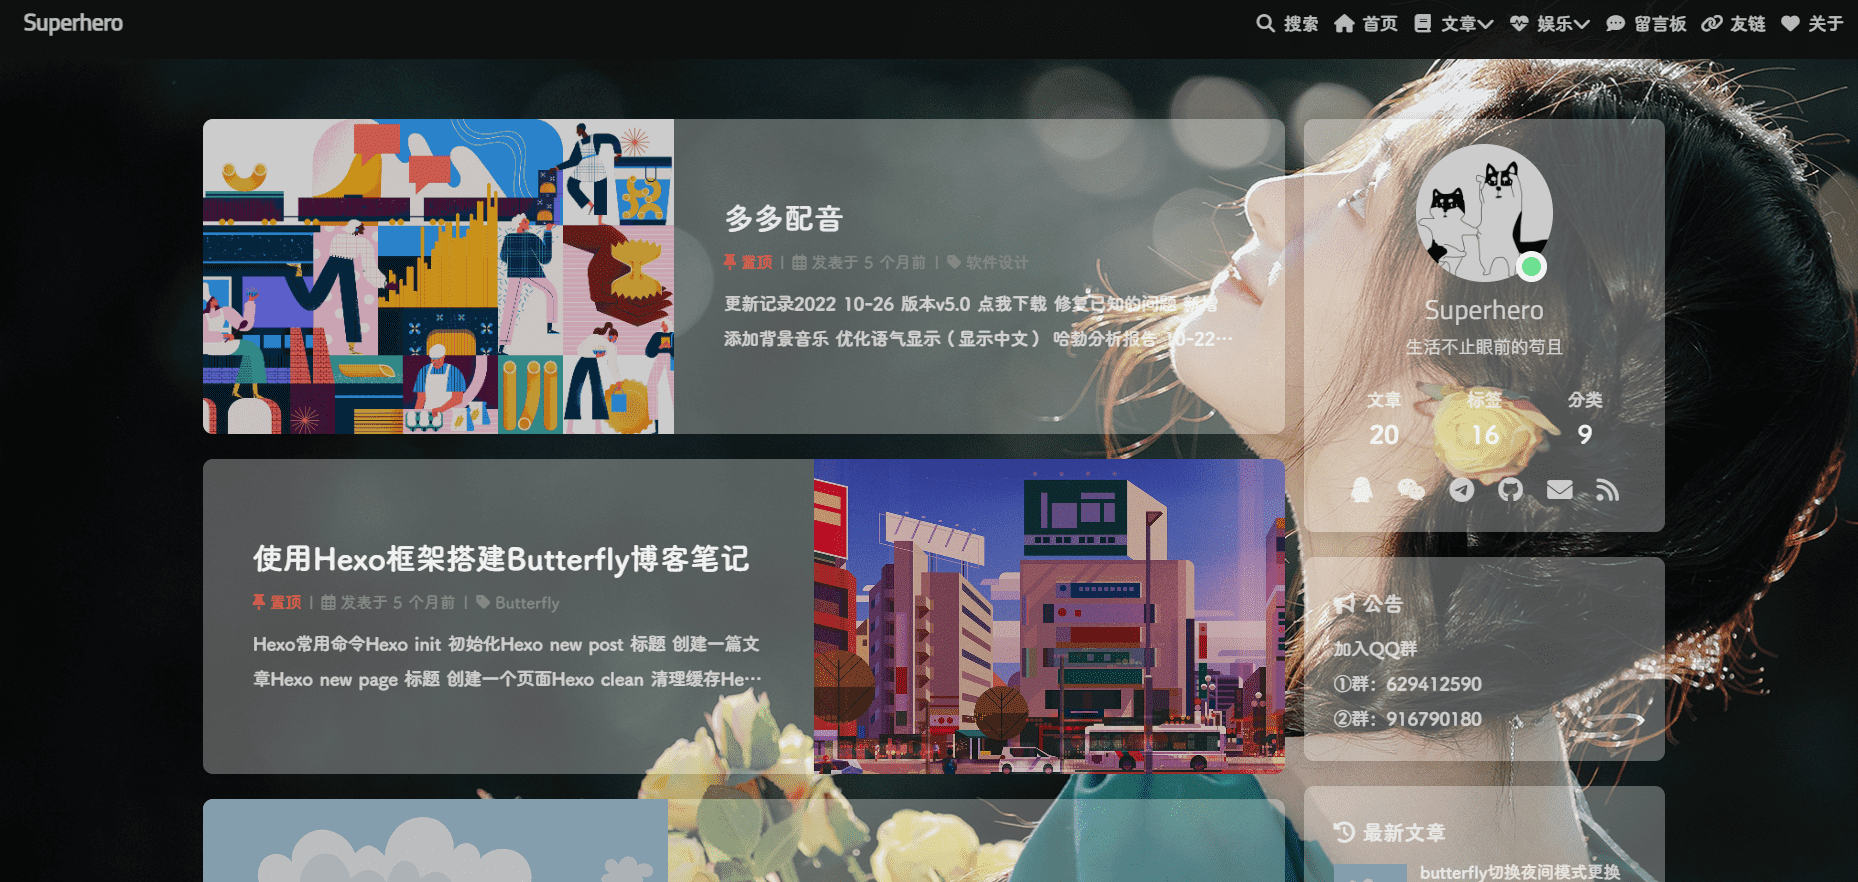 Superhero
搜索 首页 文章 娱乐 留言板 友链 关于
多多配音
置顶 | 发表于 5 个月前 | 软件设计
更新记录2022 10-26 版本v5.0 点我下载 修复已知的问题 新增
添加背景音乐 优化语气显示（显示中文） 哈勃分析报告 10-22…
使用Hexo框架搭建Butterfly博客笔记
置顶 | 发表于 5 个月前 | Butterfly
Hexo常用命令Hexo init 初始化Hexo new post 标题 创建一篇文
章Hexo new page 标题 创建一个页面Hexo clean 清理缓存He…
Superhero
生活不止眼前的苟且
文章 标签 分类
20 16 9
公告
加入QQ群
①群：629412590
②群：916790180
最新文章
butterfly切换夜间模式更换